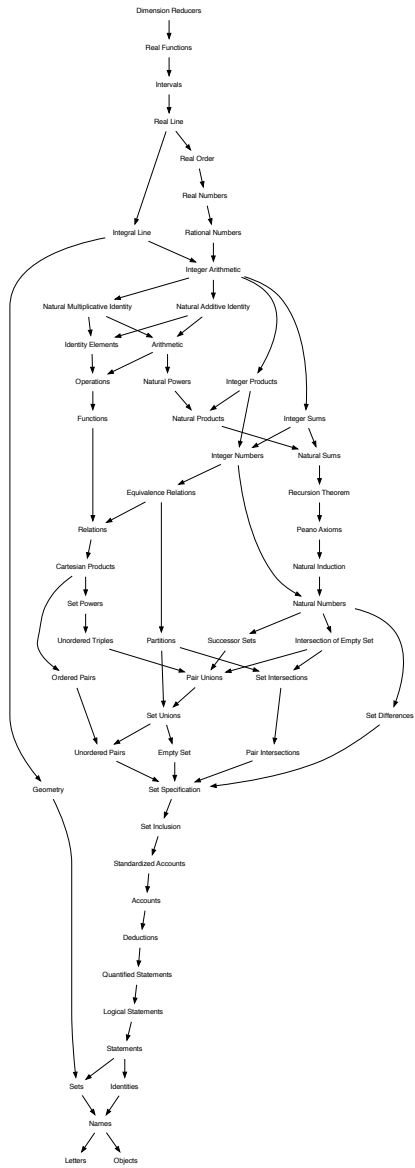 Dimension Reducers
Real Functions
Intervals
Real Line
Real Order
Real Numbers
Integral Line
Rational Numbers
Integer Arithmetic
Natural Multiplicative Identity
Natural Additive Identity
Identity Elements
Arithmetic
Operations
Natural Powers
Integer Products
Functions
Natural Products
Integer Sums
Integer Numbers
Natural Sums
Equivalence Relations
Recursion Theorem
Relations
Peano Axioms
Cartesian Products
Natural Induction
Set Powers
Natural Numbers
Unordered Triples
Partitions
Successor Sets
Intersection of Empty Set
Ordered Pairs
Pair Unions
Set Intersections
Set Unions
Set Differences
Unordered Pairs
Empty Set
Pair Intersections
Geometry
Set Specification
Set Inclusion
Standardized Accounts
Accounts
Deductions
Quantified Statements
Logical Statements
Statements
Sets
Identities
Names
Letters
Objects